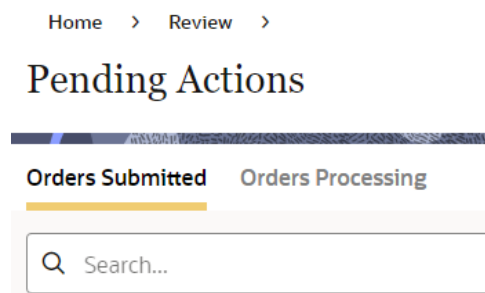 Home > Review >
Pending Actions
Orders Submitted Orders Processing
Search...